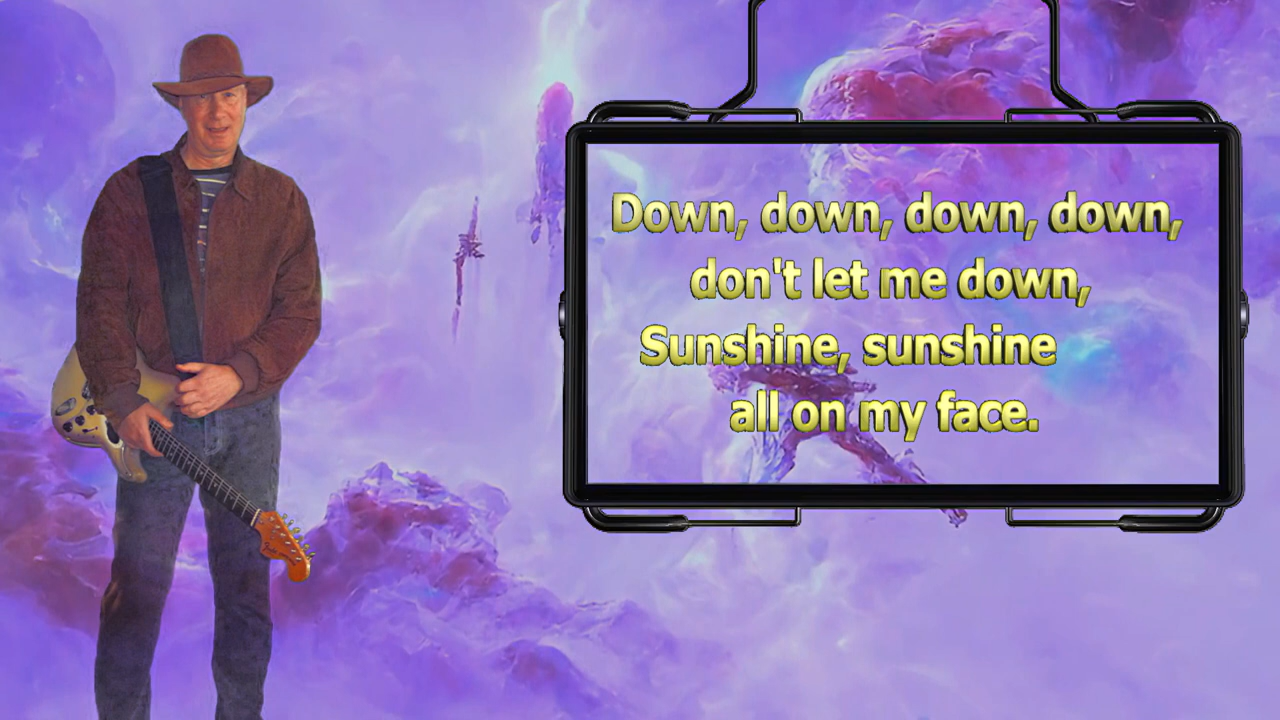 Down, down, down, down,
don't let me down,
Sunshine, sunshine
all on my face.